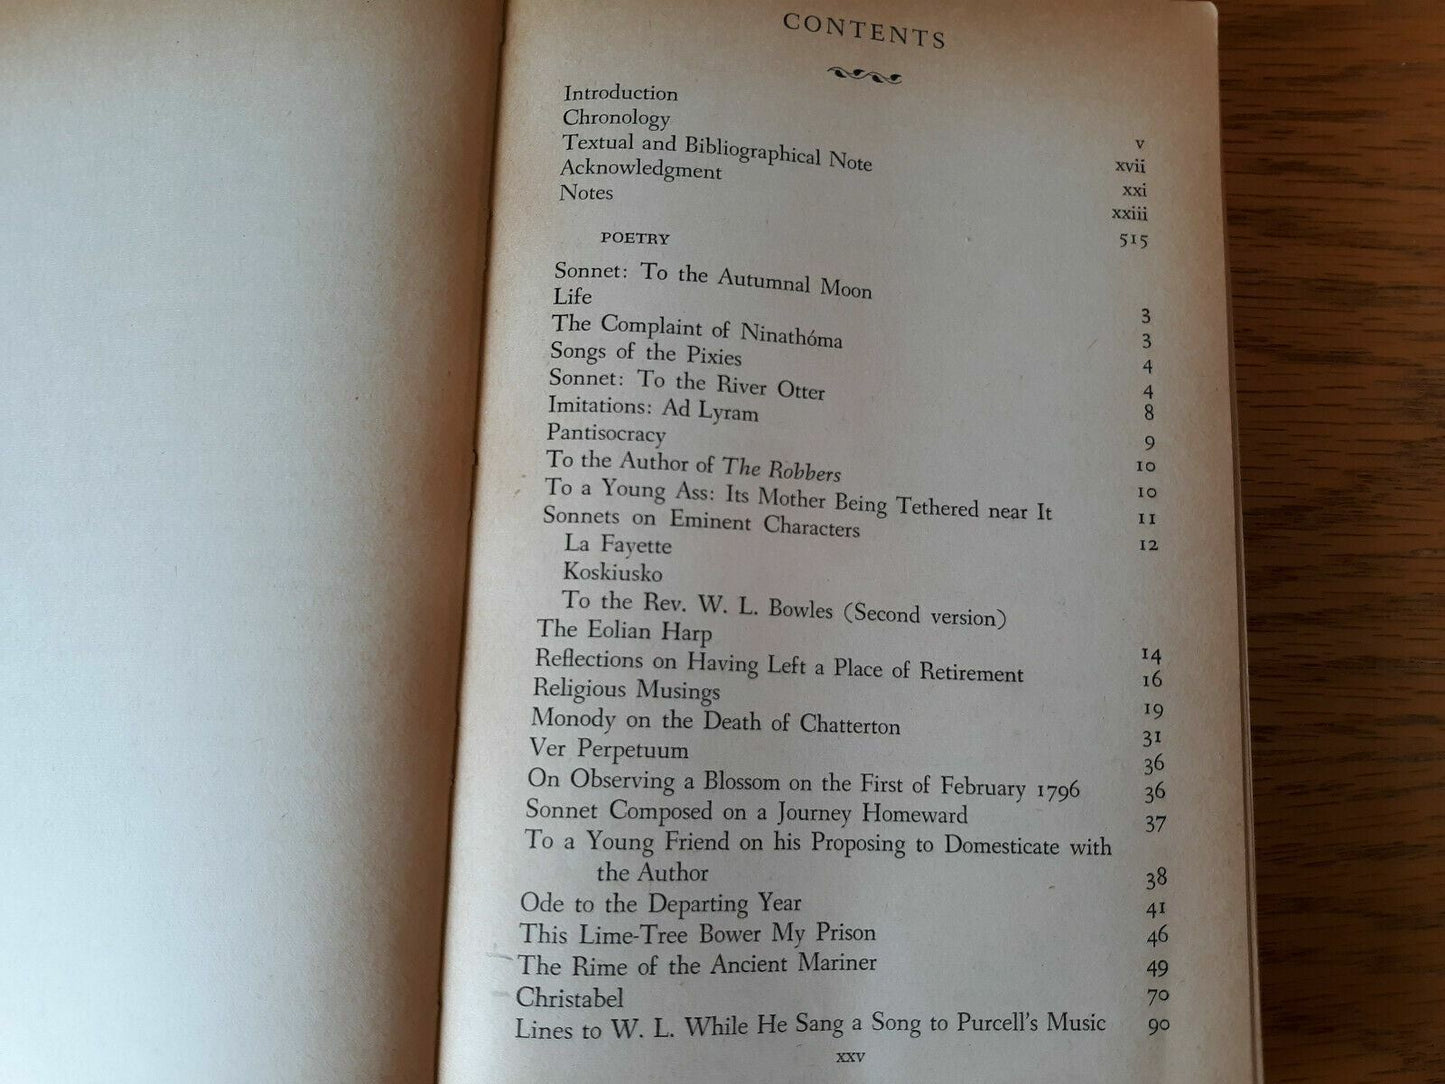 CONTENTS
Introduction v
Chronology xvii
Textual and Bibliographical Note xxi
Acknowledgment xxiii
Notes 515
POETRY
Sonnet: To the Autumnal Moon 3
Life 3
The Complaint of Ninathóma 4
Songs of the Pixies 4
Sonnet: To the River Otter 8
Imitations: Ad Lyram 9
Pantisocracy 10
To the Author of The Robbers 10
To a Young Ass: Its Mother Being Tethered near It 11
Sonnets on Eminent Characters 12
La Fayette
Koskiusko
To the Rev. W. L. Bowles (Second version)
The Eolian Harp 14
Reflections on Having Left a Place of Retirement 16
Religious Musings 19
Monody on the Death of Chatterton 31
Ver Perpetuum 36
On Observing a Blossom on the First of February 1796 36
Sonnet Composed on a Journey Homeward 37
To a Young Friend on his Proposing to Domesticate with
the Author 38
Ode to the Departing Year 41
This Lime-Tree Bower My Prison 46
The Rime of the Ancient Mariner 49
Christabel 70
Lines to W. L. While He Sang a Song to Purcell's Music 90
xxv